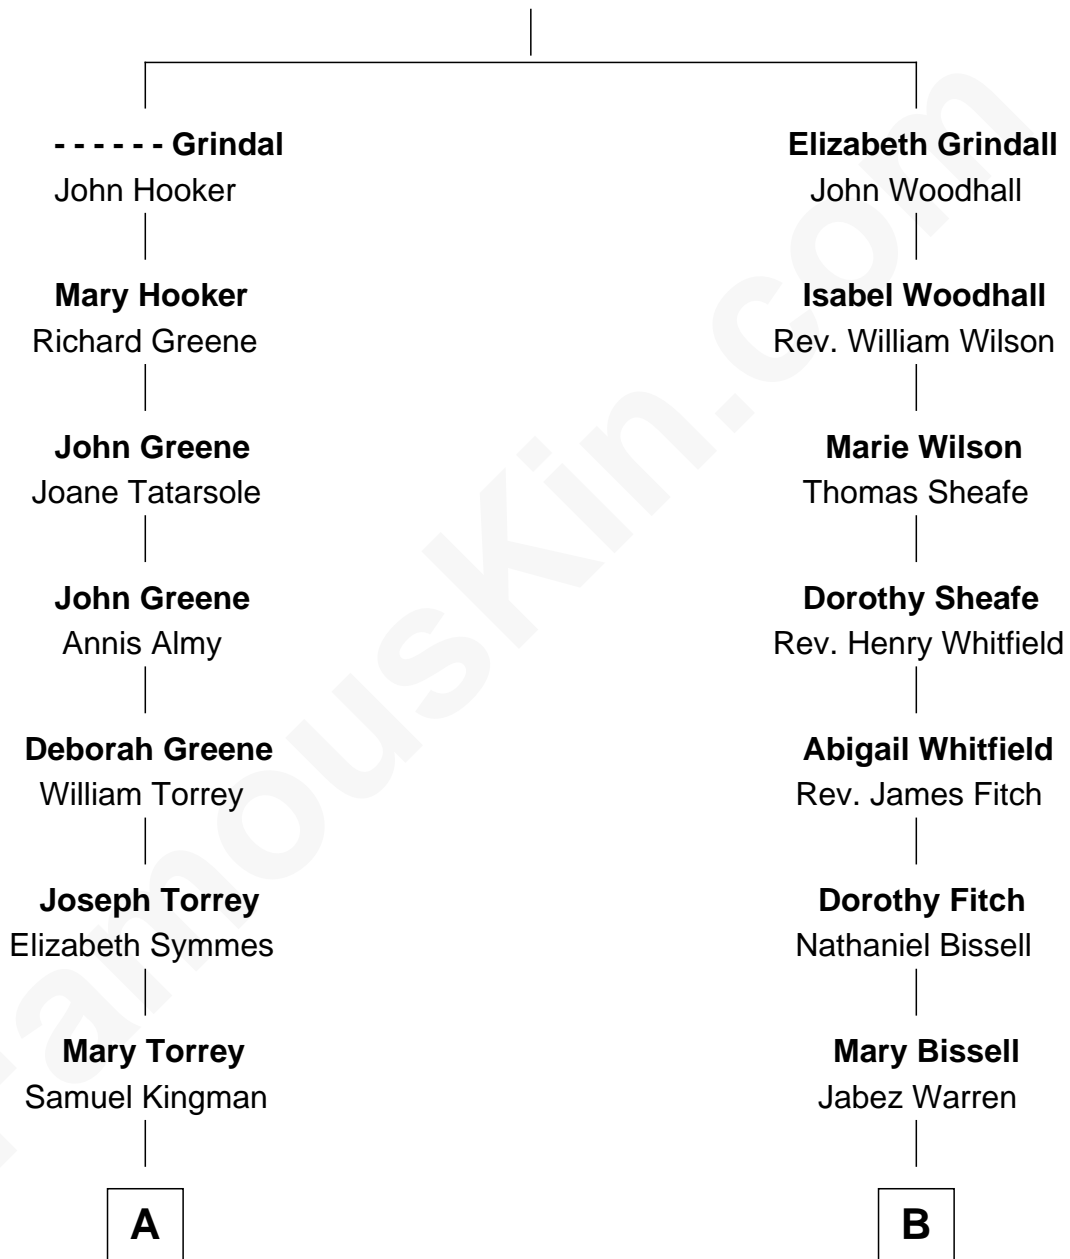 - - - - - - Grindal
John Hooker
Mary Hooker
Richard Greene
John Greene
Joane Tatarsole
John Greene
Annis Almy
Deborah Greene
William Torrey
Joseph Torrey
Elizabeth Symmes
Mary Torrey
Samuel Kingman
A
Elizabeth Grindall
John Woodhall
Isabel Woodhall
Rev. William Wilson
Marie Wilson
Thomas Sheafe
Dorothy Sheafe
Rev. Henry Whitfield
Abigail Whitfield
Rev. James Fitch
Dorothy Fitch
Nathaniel Bissell
Mary Bissell
Jabez Warren
B
FamousKin.com